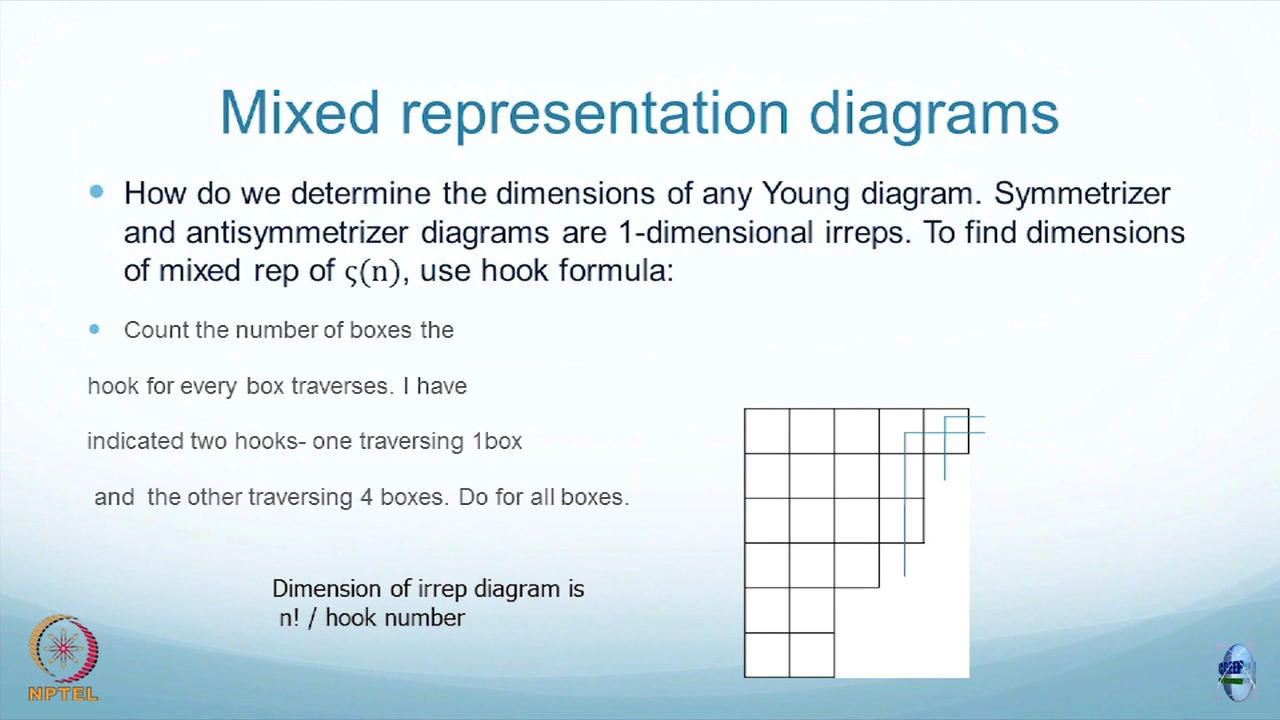 Mixed representation diagrams
How do we determine the dimensions of any Young diagram. Symmetrizer
and antisymmetrizer diagrams are 1-dimensional irreps. To find dimensions
of mixed rep of ς(n), use hook formula:
Count the number of boxes the
hook for every box traverses. I have
indicated two hooks- one traversing 1box
and the other traversing 4 boxes. Do for all boxes.
Dimension of irrep diagram is
n! / hook number
NPTEL